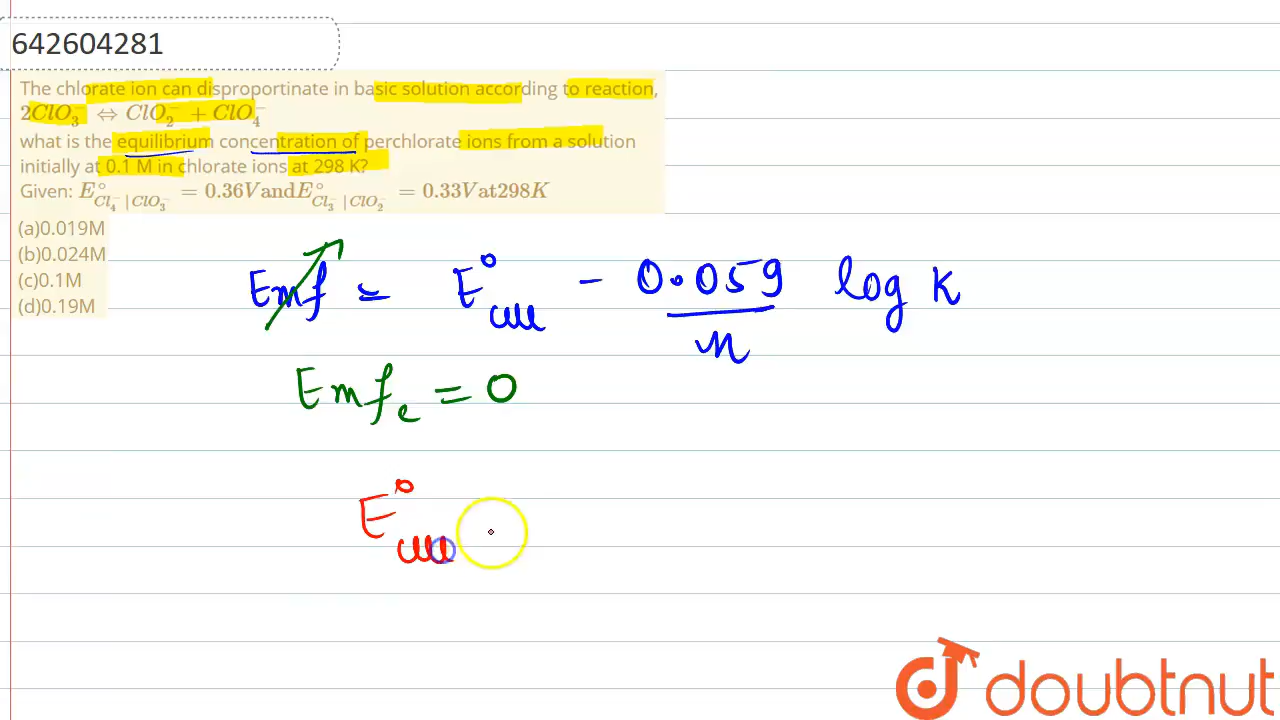 642604281
The chlorate ion can disproportinate in basic solution according to reaction,
2ClO₃⁻ ⇔ ClO₂⁻ + ClO₄⁻
what is the equilibrium concentration of perchlorate ions from a solution
initially at 0.1 M in chlorate ions at 298 K?
Given: E°Cl₄⁻|ClO₃⁻ = 0.36V and E°Cl₃⁻|ClO₂⁻ = 0.33V at298K
(a)0.019M
(b)0.024M
(c)0.1M
(d)0.19M
Emf = E°cell - 0.059/n log K
Emfe = 0
E°cell
doubtnut